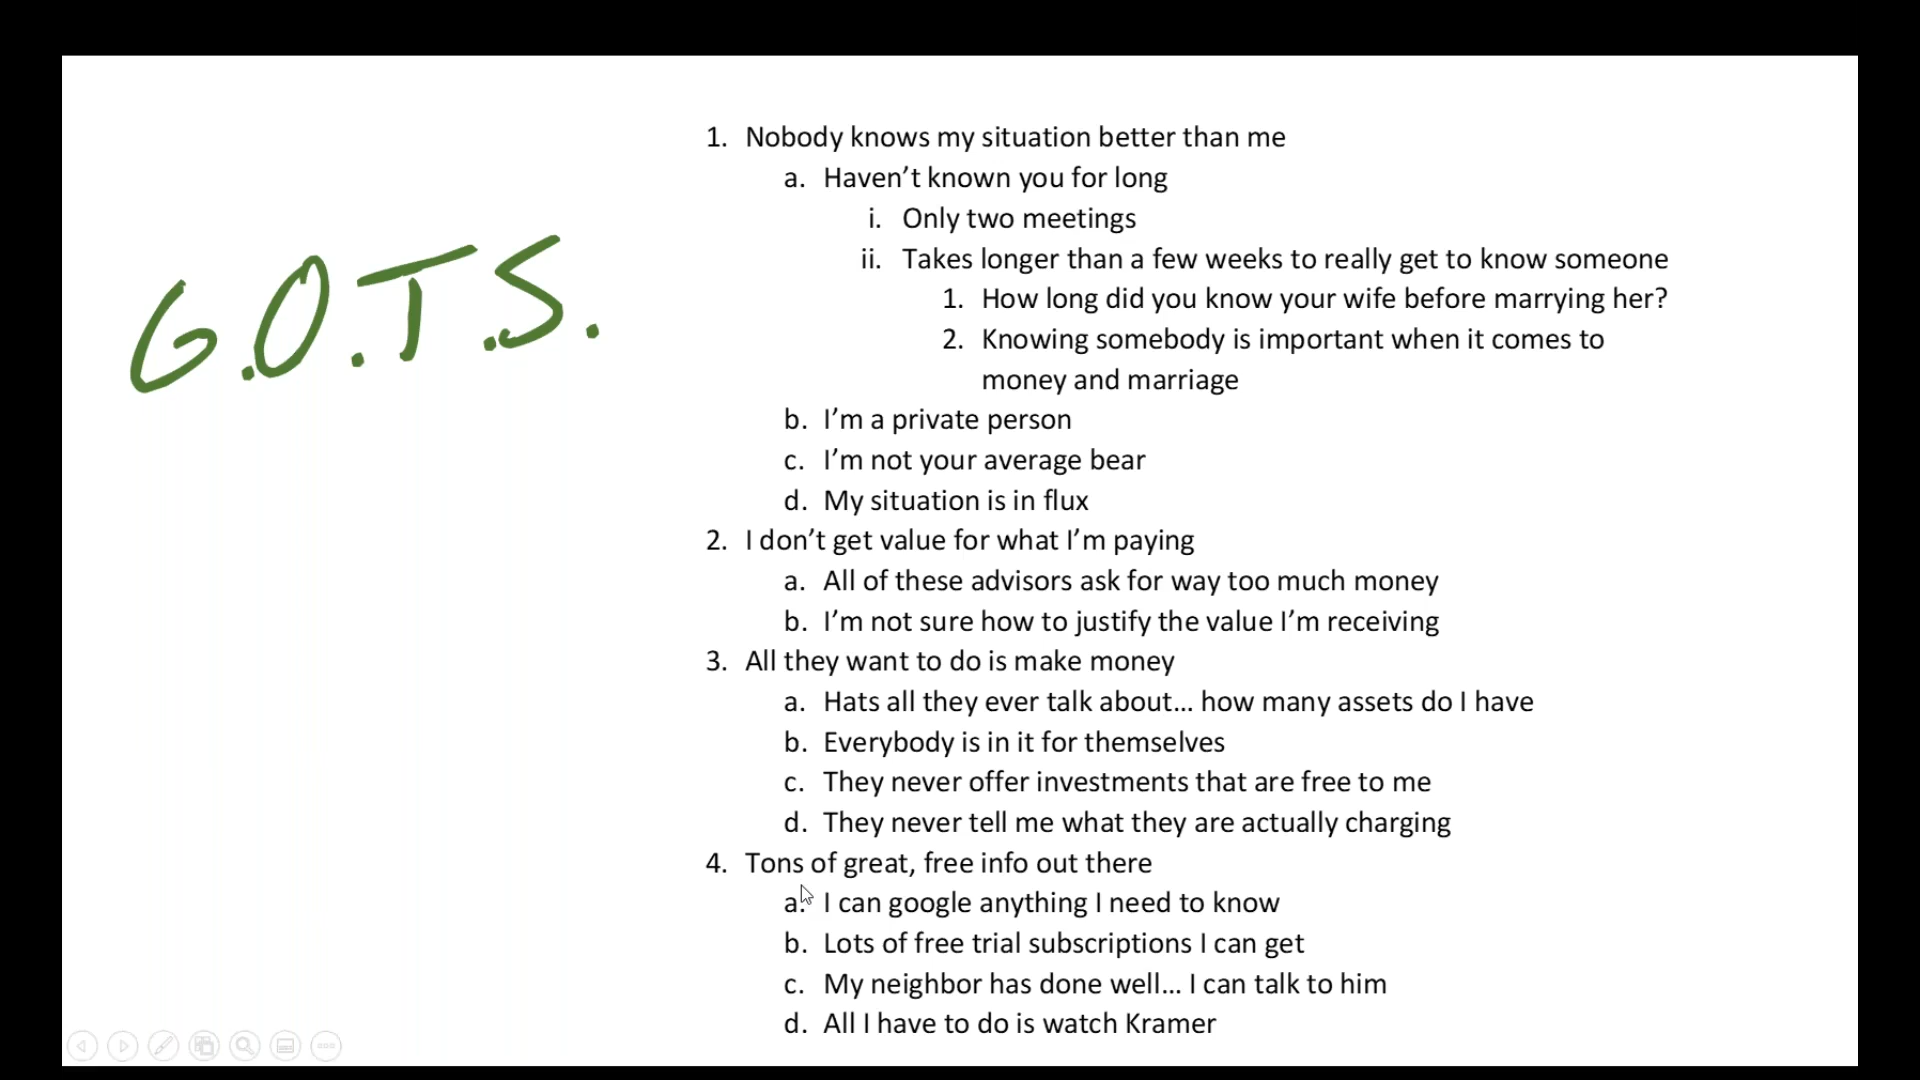 G.O.T.S.
1. Nobody knows my situation better than me
a. Haven’t known you for long
i. Only two meetings
ii. Takes longer than a few weeks to really get to know someone
1. How long did you know your wife before marrying her?
2. Knowing somebody is important when it comes to
money and marriage
b. I’m a private person
c. I’m not your average bear
d. My situation is in flux
2. I don’t get value for what I’m paying
a. All of these advisors ask for way too much money
b. I’m not sure how to justify the value I’m receiving
3. All they want to do is make money
a. Hats all they ever talk about… how many assets do I have
b. Everybody is in it for themselves
c. They never offer investments that are free to me
d. They never tell me what they are actually charging
4. Tons of great, free info out there
a. I can google anything I need to know
b. Lots of free trial subscriptions I can get
c. My neighbor has done well… I can talk to him
d. All I have to do is watch Kramer